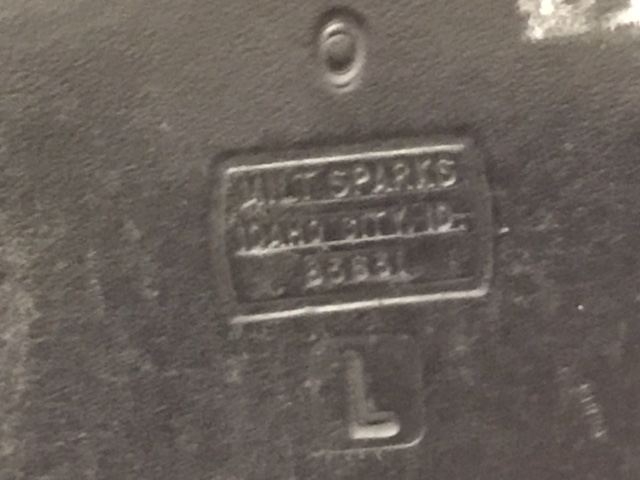 O
MILT SPARKS
IDAHO CITY, ID.
83631
L